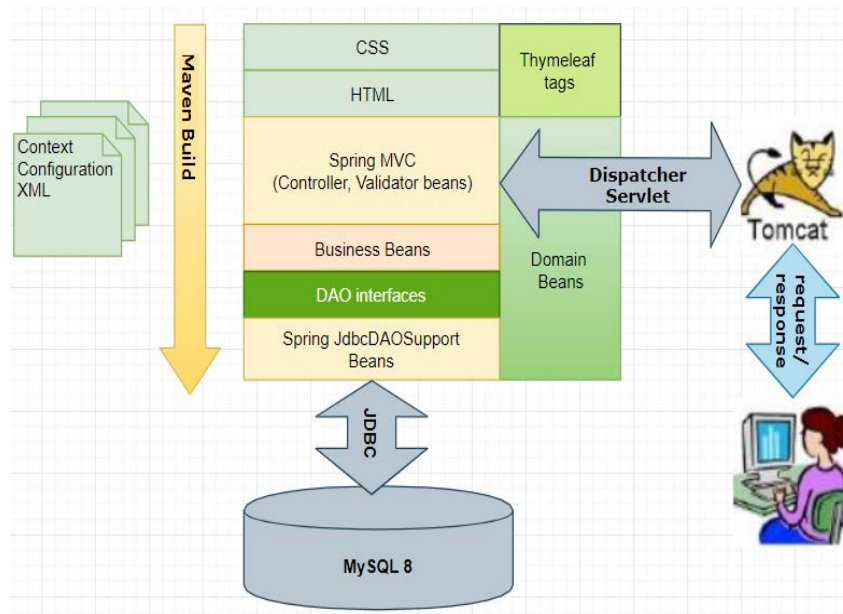 CSS
Thymeleaf
tags
HTML
Maven Build
Context
Configuration
XML
Spring MVC
(Controller, Validator beans)
Dispatcher
Servlet
Tomcat
Business Beans
Domain
Beans
DAO interfaces
Spring JdbcDAOSupport
Beans
request/
response
JDBC
MySQL 8